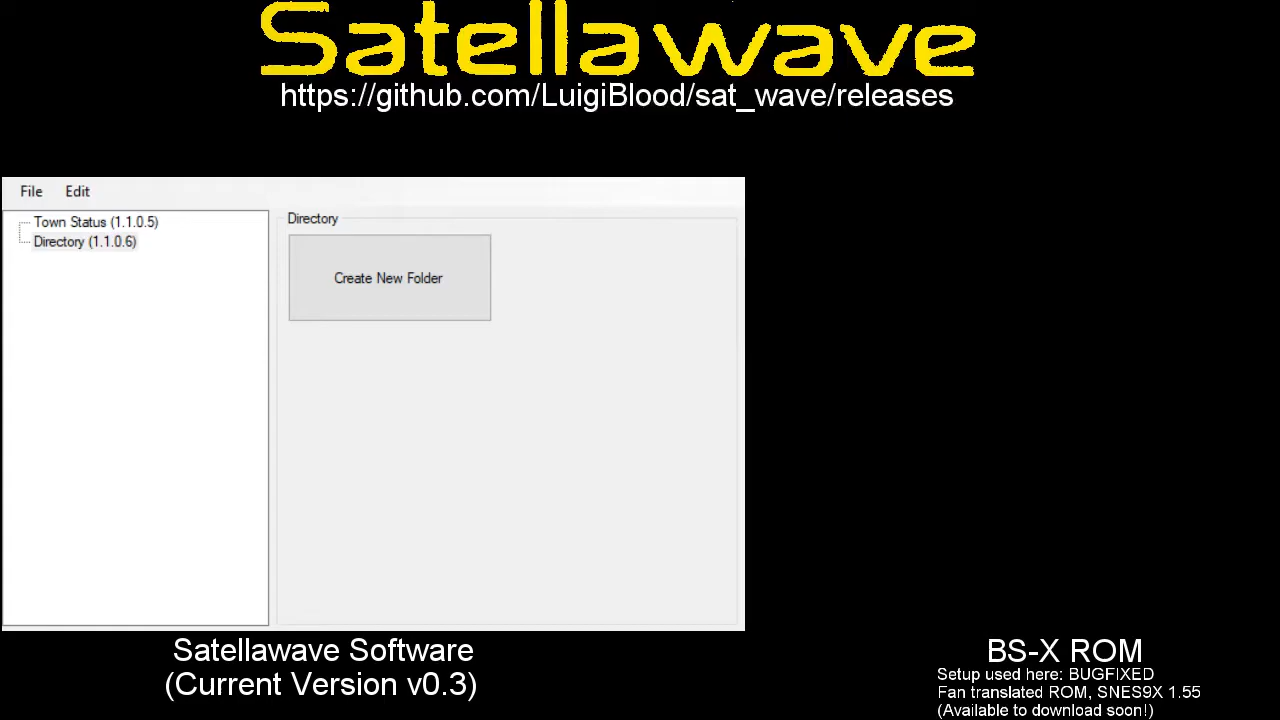 Satellawave
https://github.com/LuigiBlood/sat_wave/releases
File Edit
Town Status (1.1.0.5)
Directory (1.1.0.6)
Directory
Create New Folder
Satellawave Software
(Current Version v0.3)
BS-X ROM
Setup used here: BUGFIXED
Fan translated ROM, SNES9X 1.55
(Available to download soon!)